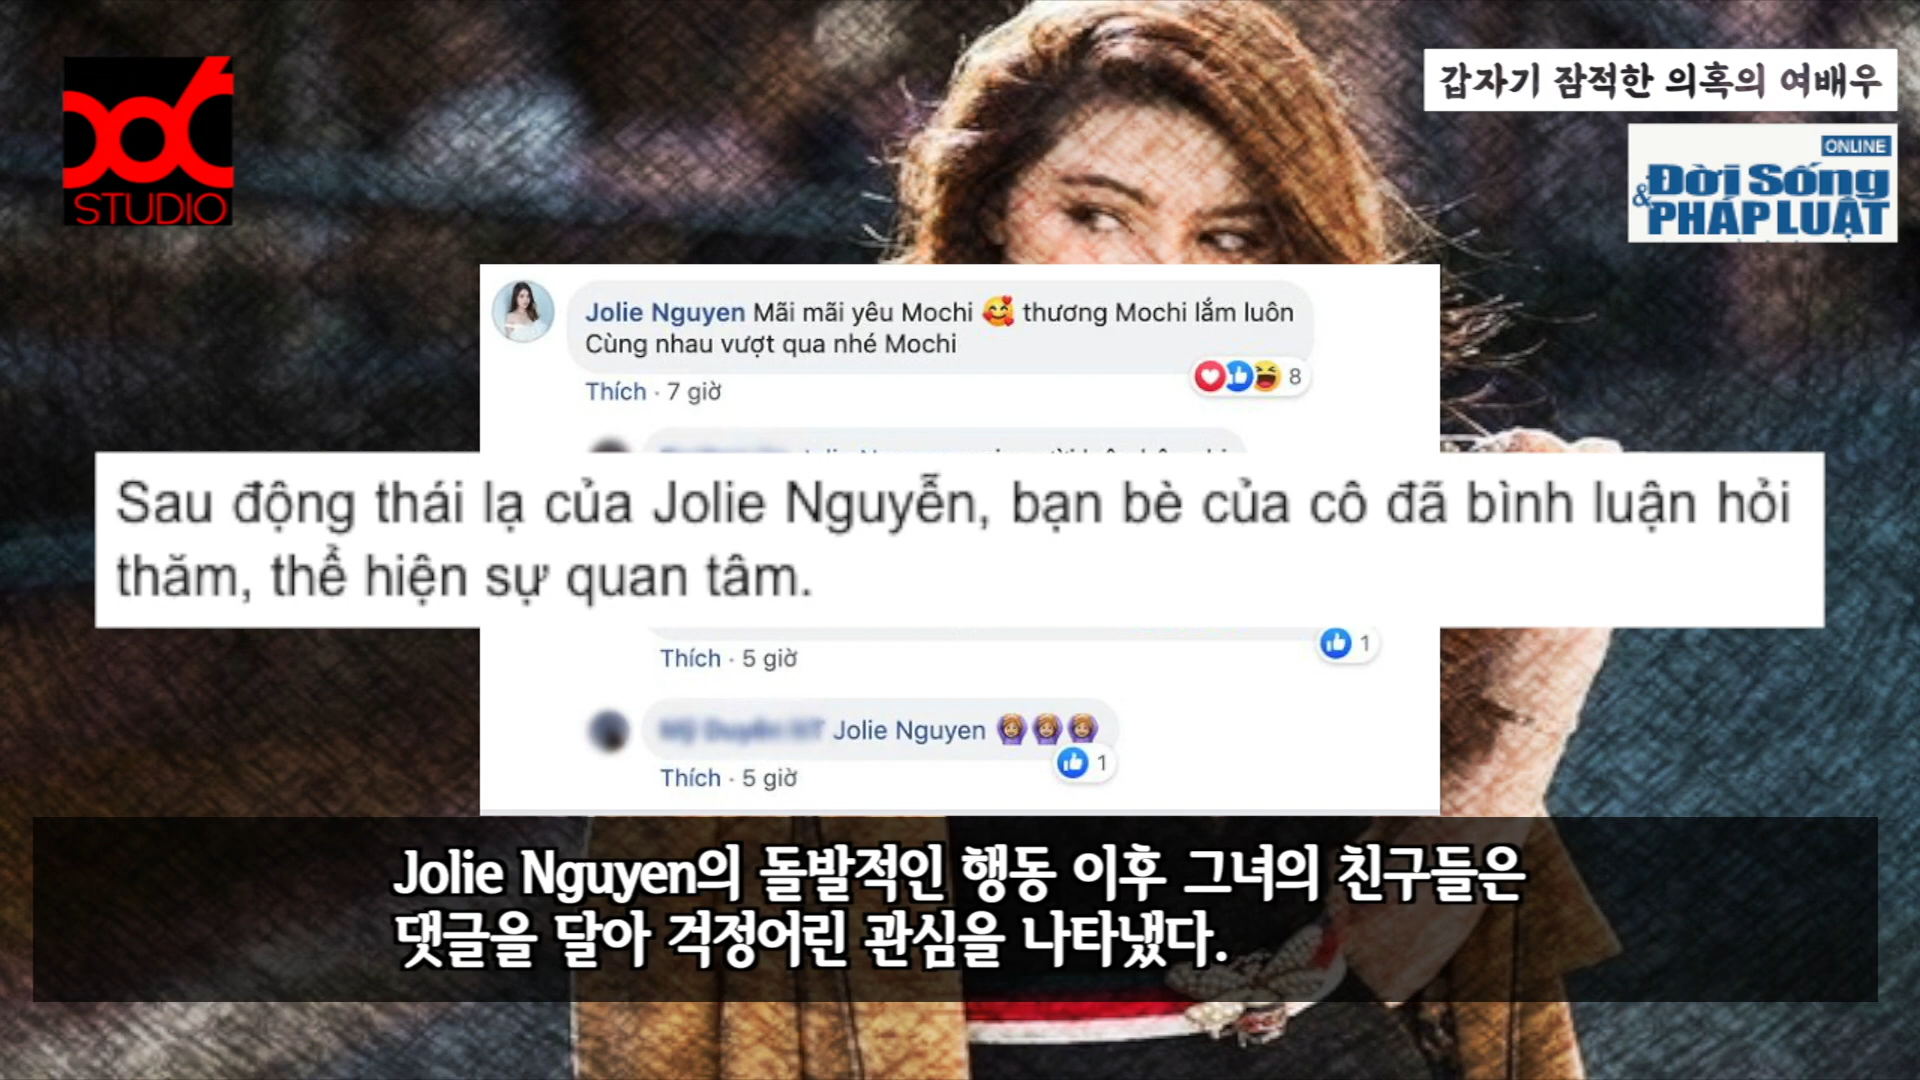 STUDIO
갑자기 잠적한 의혹의 여배우
ONLINE
Đời Sống
& PHÁP LUẬT
Jolie Nguyen Mãi mãi yêu Mochi 🥰 thương Mochi lắm luôn
Cùng nhau vượt qua nhé Mochi
8
Thích · 7 giờ
Sau động thái lạ của Jolie Nguyễn, bạn bè của cô đã bình luận hỏi
thăm, thể hiện sự quan tâm.
1
Thích · 5 giờ
Jolie Nguyen 🙆🏼‍♀️🙆🏼‍♀️🙆🏼‍♀️
1
Thích · 5 giờ
Jolie Nguyen의 돌발적인 행동 이후 그녀의 친구들은
댓글을 달아 걱정어린 관심을 나타냈다.